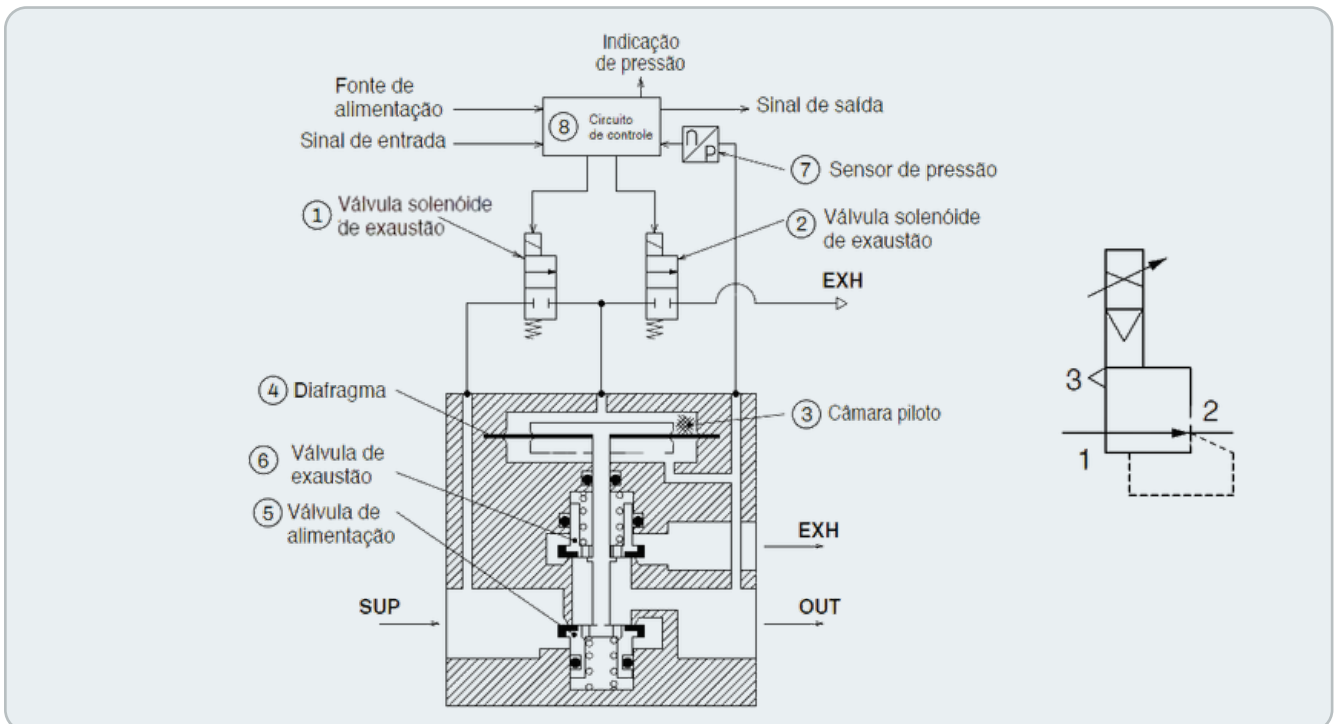 Indicação
de pressão
Fonte de
alimentação
Sinal de saída
8 Circuito
de controle
Sinal de entrada
n
p
7 Sensor de pressão
1 Válvula solenóide
de exaustão
2 Válvula solenóide
de exaustão
EXH
4 Diafragma
3 Câmara piloto
6 Válvula de
exaustão
5 Válvula de
alimentação
EXH
SUP
OUT
3
2
1